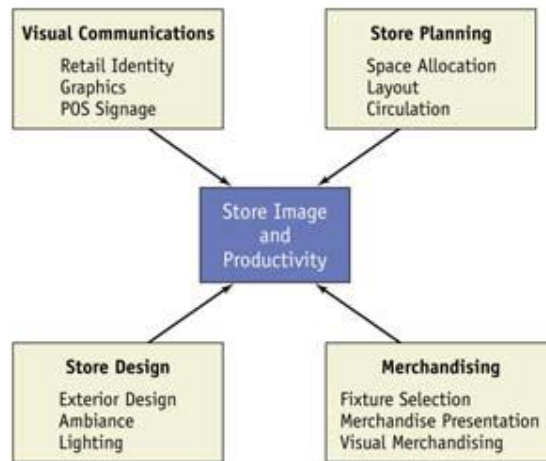 Visual Communications
Retail Identity
Graphics
POS Signage
Store Planning
Space Allocation
Layout
Circulation
Store Image
and
Productivity
Store Design
Exterior Design
Ambiance
Lighting
Merchandising
Fixture Selection
Merchandise Presentation
Visual Merchandising